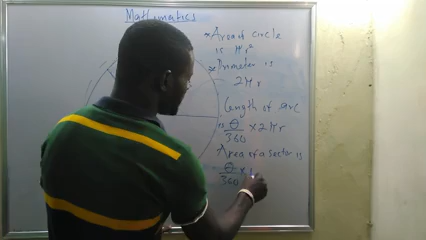 Mathematics
* Area of circle
is πr²
* Perimeter is
2πr
Length of arc
is θ/360 × 2πr
Area of a sector is
θ/360 ×